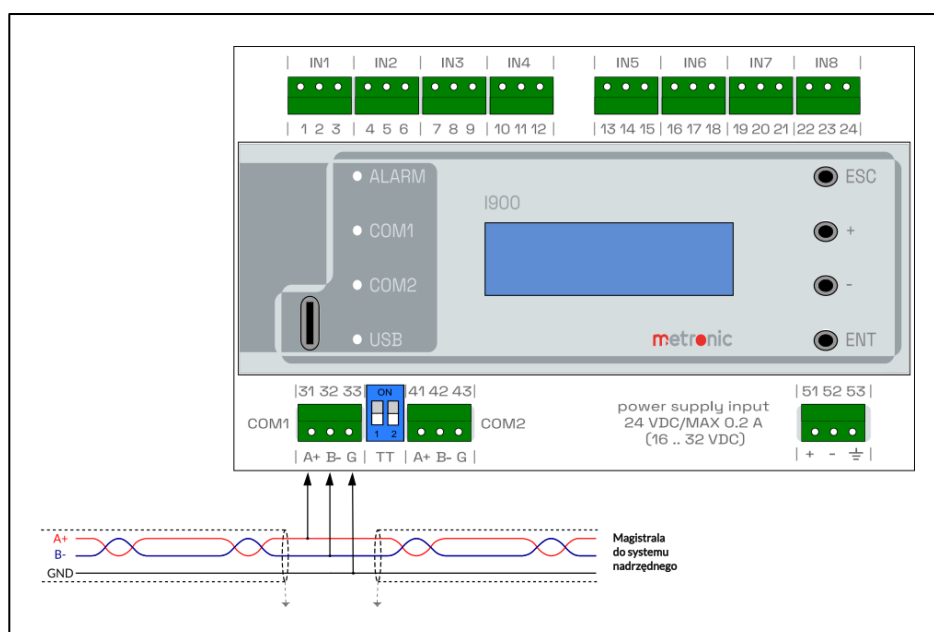 | IN1 | IN2 | IN3 | IN4 | | IN5 | IN6 | IN7 | IN8 |
| 1 2 3 | 4 5 6 | 7 8 9 |10 11 12 | | 13 14 15 | 16 17 18 | 19 20 21 |22 23 24 |
ALARM
COM1
COM2
USB
I900
ESC
+
-
ENT
metronic
|31 32 33| ON |41 42 43|
COM1
1 2
COM2
| A+ B- G | TT | A+ B- G |
power supply input
24 VDC/MAX 0.2 A
(16 .. 32 VDC)
|51 52 53|
| + - ⏚ |
A+
B-
GND
Magistrala
do systemu
nadrzędnego